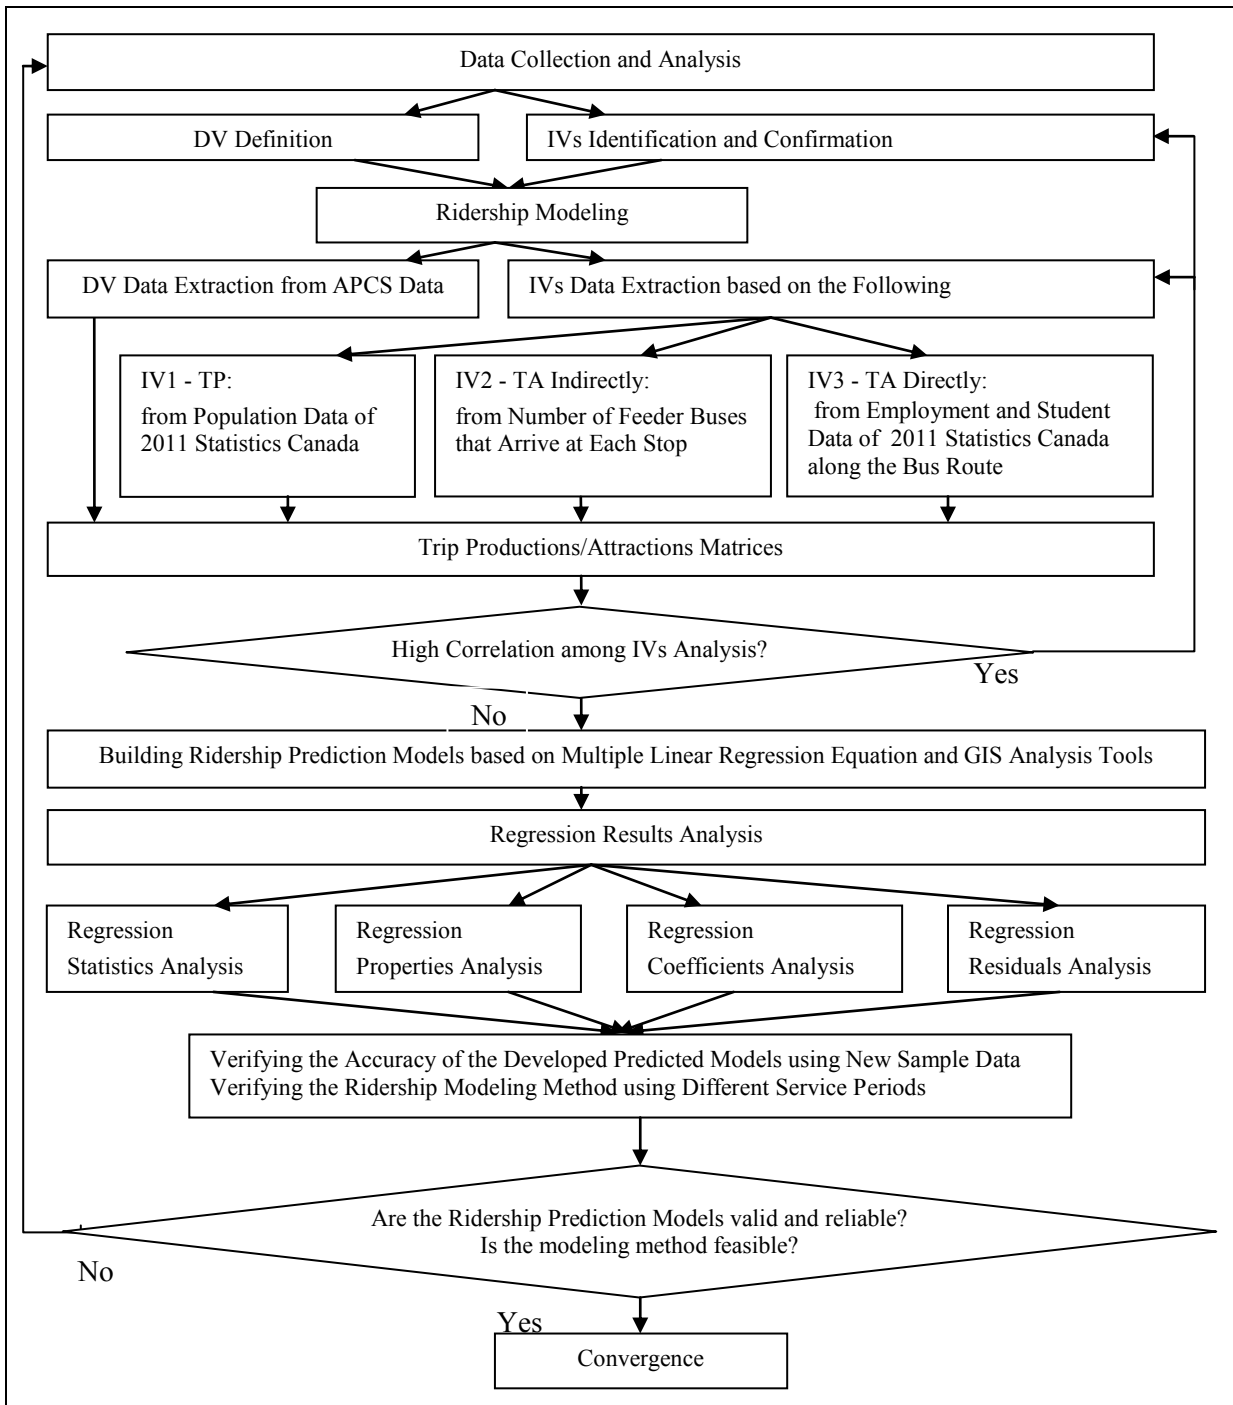 Data Collection and Analysis
DV Definition
IVs Identification and Confirmation
Ridership Modeling
DV Data Extraction from APCS Data
IVs Data Extraction based on the Following
IV1 - TP:
from Population Data of
2011 Statistics Canada
IV2 - TA Indirectly:
from Number of Feeder Buses
that Arrive at Each Stop
IV3 - TA Directly:
from Employment and Student
Data of 2011 Statistics Canada
along the Bus Route
Trip Productions/Attractions Matrices
High Correlation among IVs Analysis?
Yes
No
Building Ridership Prediction Models based on Multiple Linear Regression Equation and GIS Analysis Tools
Regression Results Analysis
Regression
Statistics Analysis
Regression
Properties Analysis
Regression
Coefficients Analysis
Regression
Residuals Analysis
Verifying the Accuracy of the Developed Predicted Models using New Sample Data
Verifying the Ridership Modeling Method using Different Service Periods
Are the Ridership Prediction Models valid and reliable?
Is the modeling method feasible?
No
Yes
Convergence